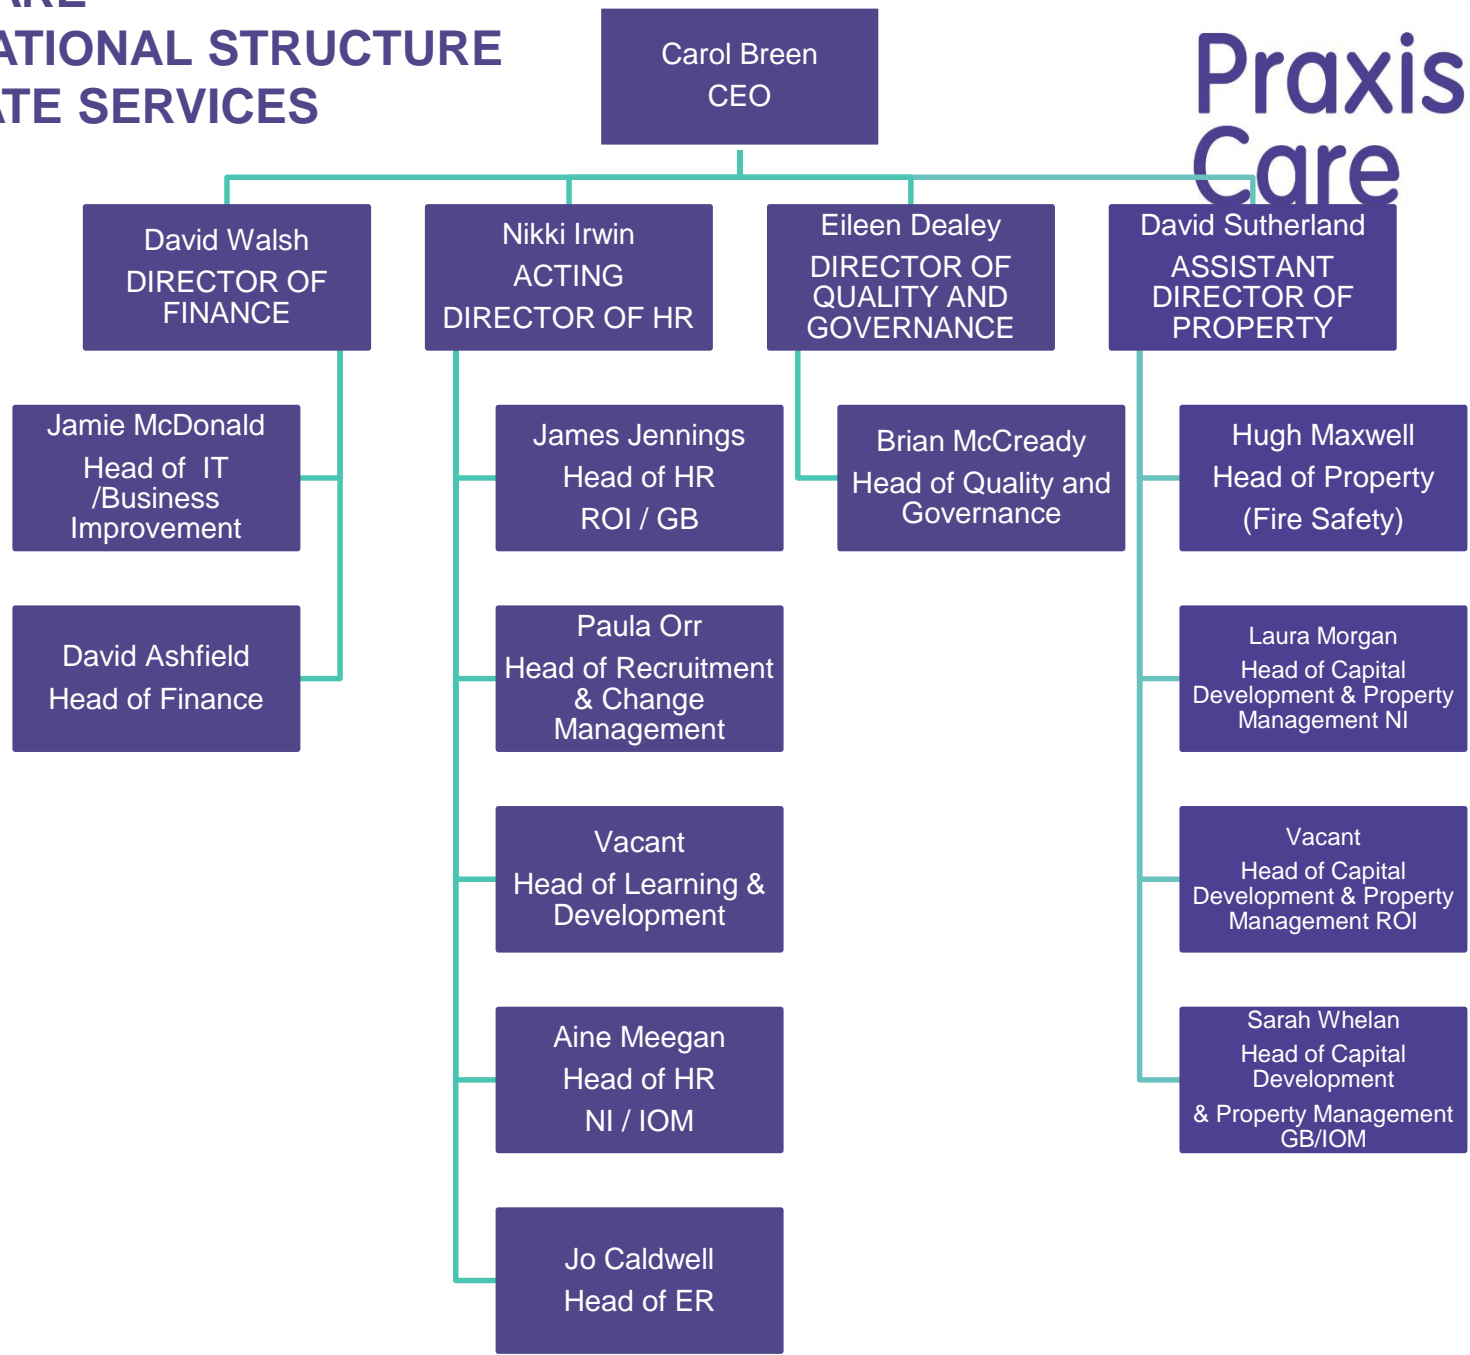 ATIONAL STRUCTURE
ATE SERVICES
Praxis
Care
Carol Breen
CEO
David Walsh
DIRECTOR OF
FINANCE
Jamie McDonald
Head of IT
/Business
Improvement
David Ashfield
Head of Finance
Nikki Irwin
ACTING
DIRECTOR OF HR
James Jennings
Head of HR
ROI / GB
Paula Orr
Head of Recruitment
& Change
Management
Vacant
Head of Learning &
Development
Aine Meegan
Head of HR
NI / IOM
Jo Caldwell
Head of ER
Eileen Dealey
DIRECTOR OF
QUALITY AND
GOVERNANCE
Brian McCready
Head of Quality and
Governance
David Sutherland
ASSISTANT
DIRECTOR OF
PROPERTY
Hugh Maxwell
Head of Property
(Fire Safety)
Laura Morgan
Head of Capital
Development & Property
Management NI
Vacant
Head of Capital
Development & Property
Management ROI
Sarah Whelan
Head of Capital
Development
& Property Management
GB/IOM